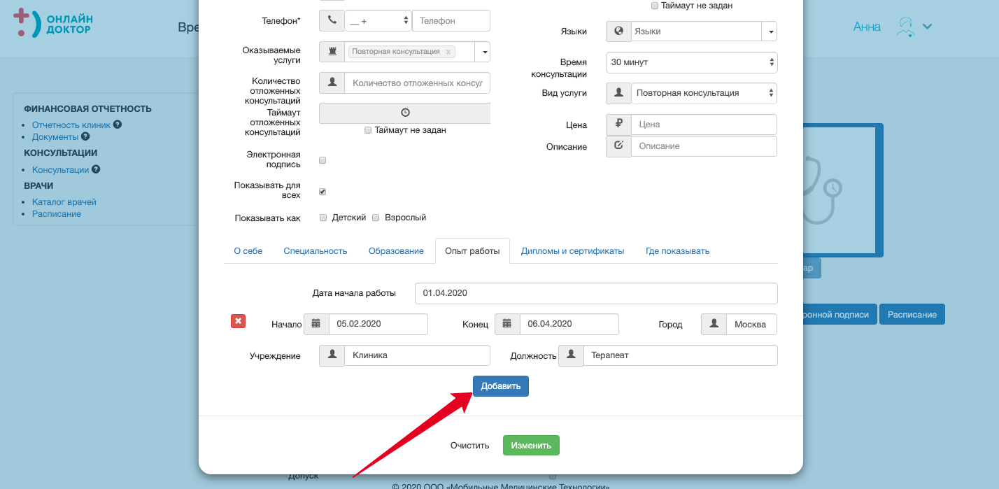 ОНЛАЙН
ДОКТОР
Анна
ФИНАНСОВАЯ ОТЧЕТНОСТЬ
Отчетность клиник
Документы
КОНСУЛЬТАЦИИ
Консультации
ВРАЧИ
Каталог врачей
Расписание
Телефон*
__ +
Телефон
Оказываемые
услуги
Повторная консультация x
Количество
отложенных
консультаций
Количество отложенных консул
Таймаут
отложенных
консультаций
Таймаут не задан
Электронная
подпись
Показывать для
всех
Показывать как
Детский
Взрослый
Таймаут не задан
Языки
Языки
Время
консультации
30 минут
Вид услуги
Повторная консультация
Цена
Цена
Описание
Описание
О себе
Специальность
Образование
Опыт работы
Дипломы и сертификаты
Где показывать
Дата начала работы
01.04.2020
Начало
05.02.2020
Конец
06.04.2020
Город
Москва
Учреждение
Клиника
Должность
Терапевт
Добавить
Очистить
Изменить
подписи
Расписание
Допуск
© 2020 ООО «Мобильные Медицинские Технологии»